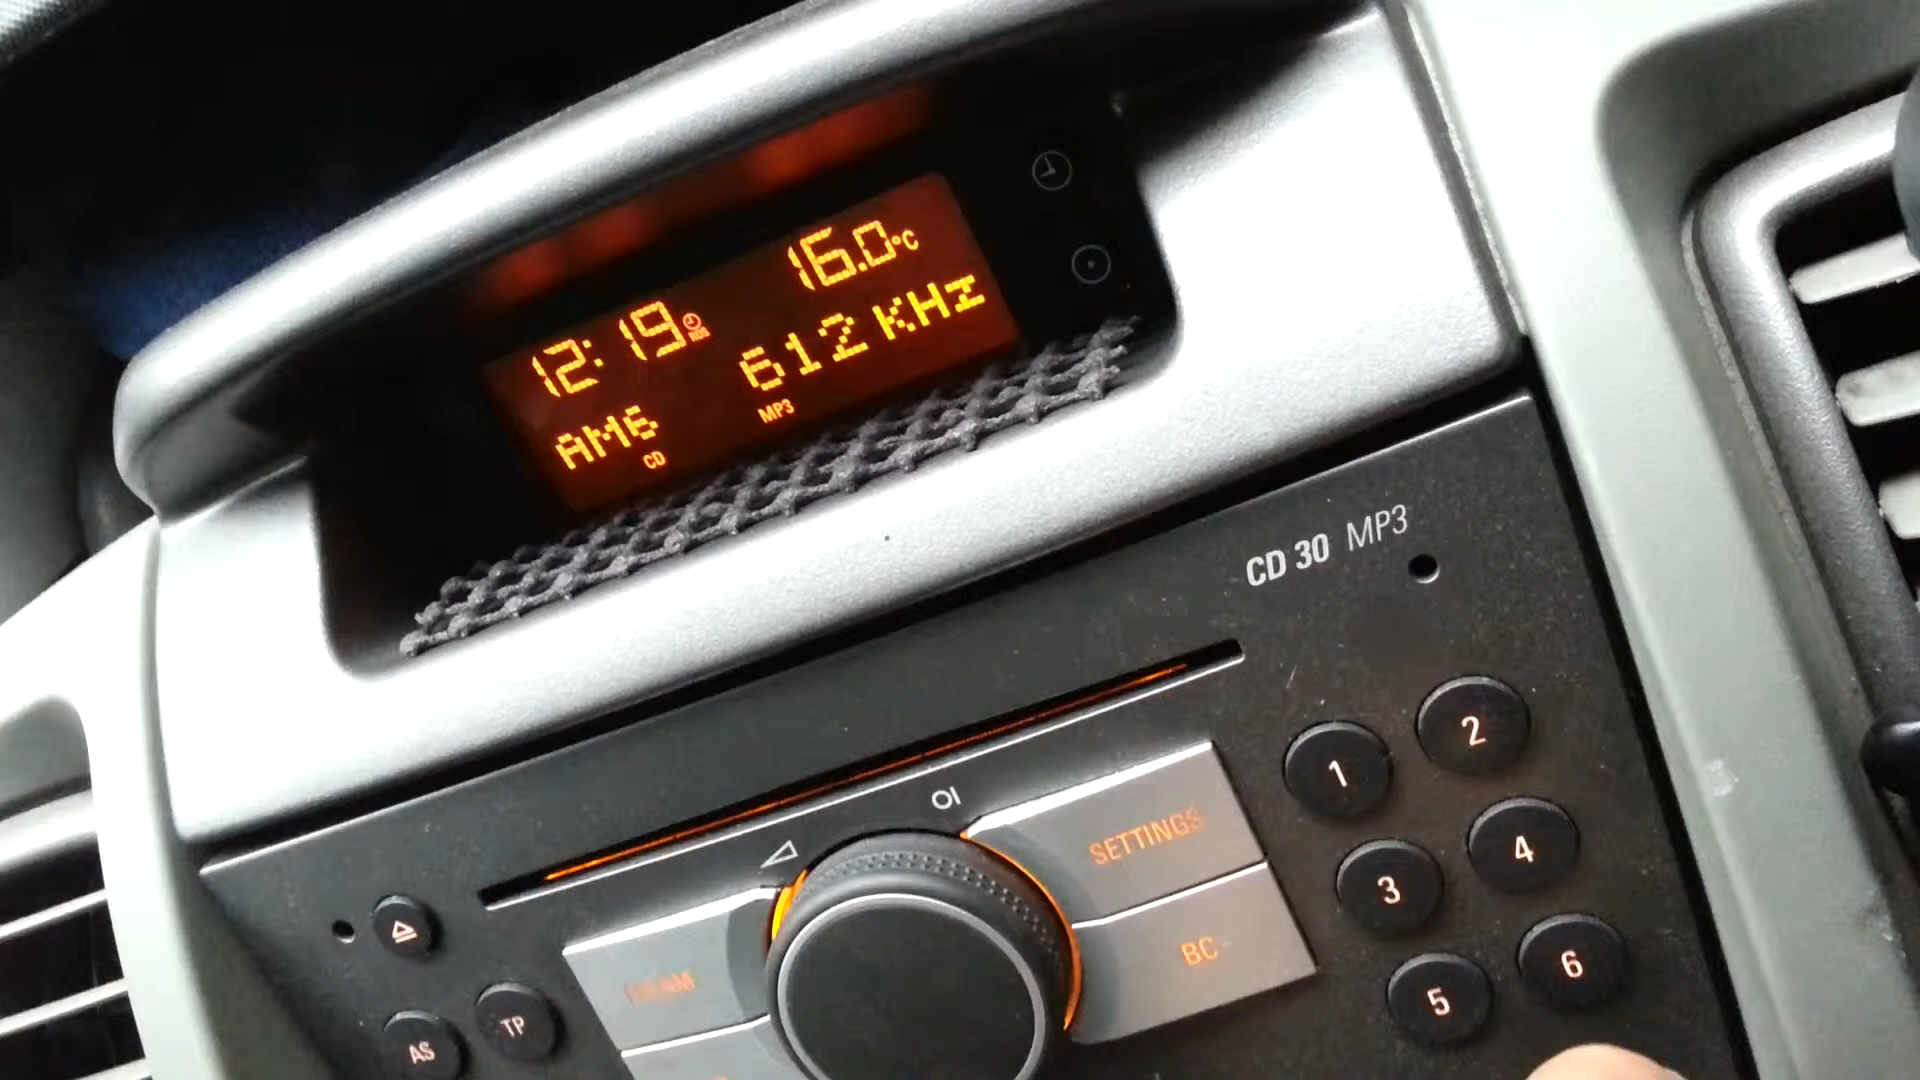 12:19 16.0°C
RDS
AM6 612 KHz
CD MP3
CD 30 MP3
SETTINGS
BC
1 2
3 4
5 6
TP
AS